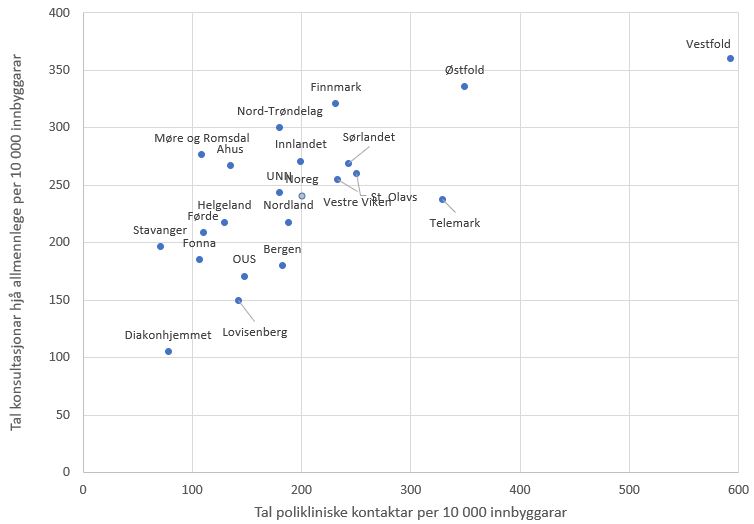 400
350
300
250
200
150
100
50
0
0
100
200
300
400
500
600
Tal konsultasjonar hjå allmennlege per 10 000 innbyggarar
Tal polikliniske kontaktar per 10 000 innbyggarar
Vestfold
Østfold
Finnmark
Nord-Trøndelag
Sørlandet
Møre og Romsdal
Ahus
Innlandet
UNN
Noreg
St. Olavs
Vestre Viken
Helgeland
Nordland
Førde
Telemark
Stavanger
Fonna
Bergen
OUS
Lovisenberg
Diakonhjemmet